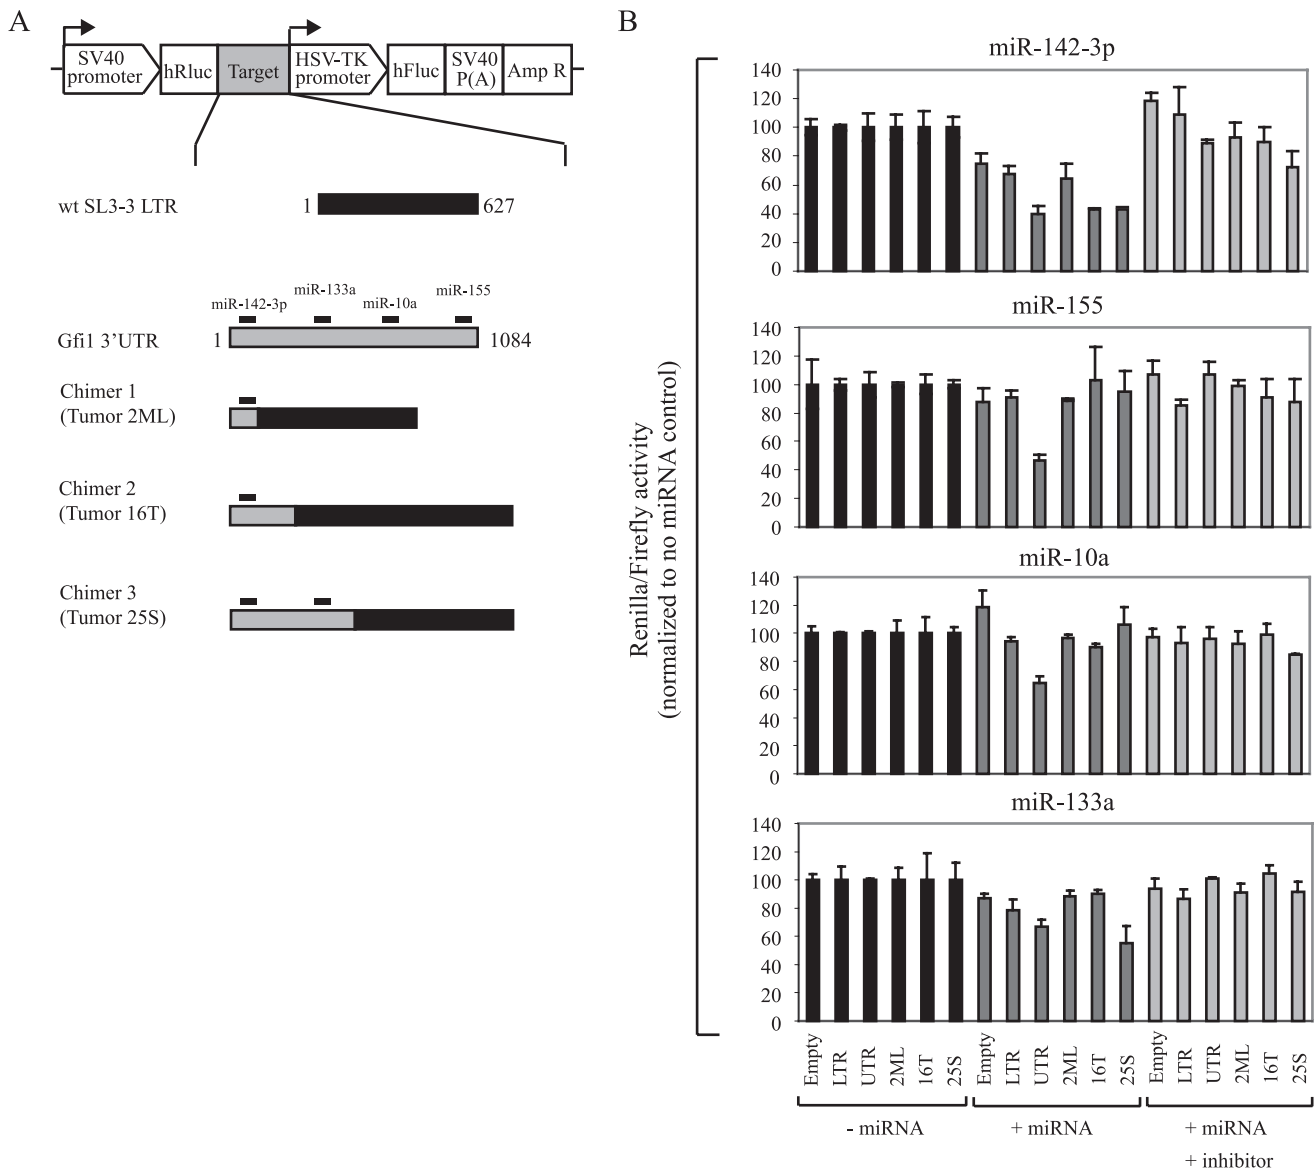 A
SV40 promoter
hRluc
Target
HSV-TK promoter
hFluc
SV40 P(A)
Amp R
wt SL3-3 LTR
1
627
miR-142-3p
miR-133a
miR-10a
miR-155
Gfi1 3’UTR
1
1084
Chimer 1
(Tumor 2ML)
Chimer 2
(Tumor 16T)
Chimer 3
(Tumor 25S)
B
Renilla/Firefly activity
(normalized to no miRNA control)
miR-142-3p
140
120
100
80
60
40
20
0
miR-155
140
120
100
80
60
40
20
0
miR-10a
140
120
100
80
60
40
20
0
miR-133a
140
120
100
80
60
40
20
0
Empty LTR UTR 2ML 16T 25S Empty LTR UTR 2ML 16T 25S Empty LTR UTR 2ML 16T 25S
- miRNA
+ miRNA
+ miRNA
+ inhibitor